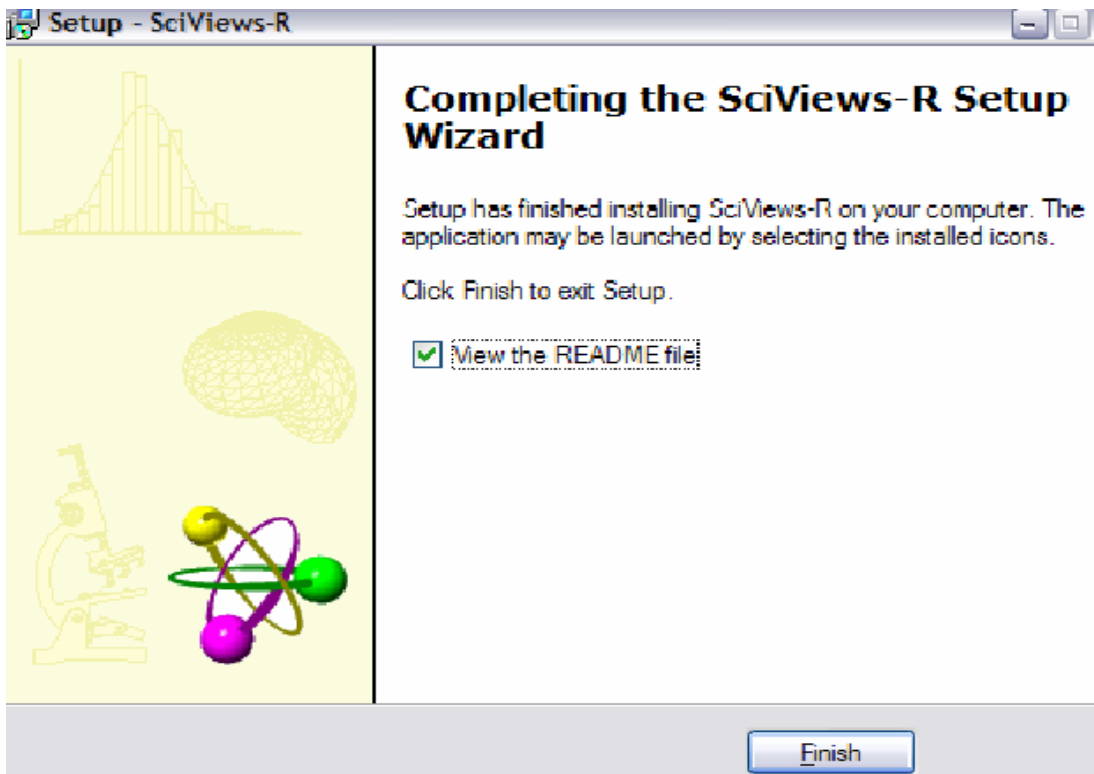 Setup - SciViews-R
Completing the SciViews-R Setup
Wizard
Setup has finished installing SciViews-R on your computer. The
application may be launched by selecting the installed icons.
Click Finish to exit Setup.
View the README file
Finish